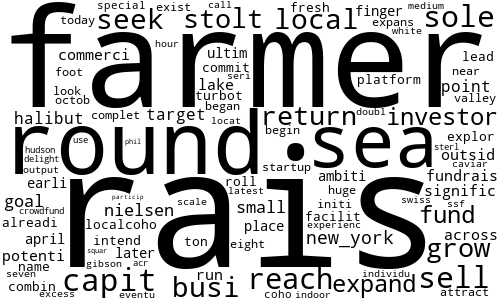 special exist call fresh medium
today seek stolt local finger expans white sole
farmer
hour
commerci ultim
foot commit platform lead
look lake seri near
octob turbot began point valley
halibut complet target locat return doubl investor
round sea
hudson use phil begin explor
delight startup sterl outsid
output caviar
earli rais roll latest ambiti fundrais
goal crowdfund particip huge signific
alreadi nielsen scale small initi swiss ssf
localcoho place facilit experienc fund
april intend ton eight new_york across
potenti later squar grow
name gibson acr
seven capit run reach expand individu sell
combin busi
excess eventu coho indoor attract